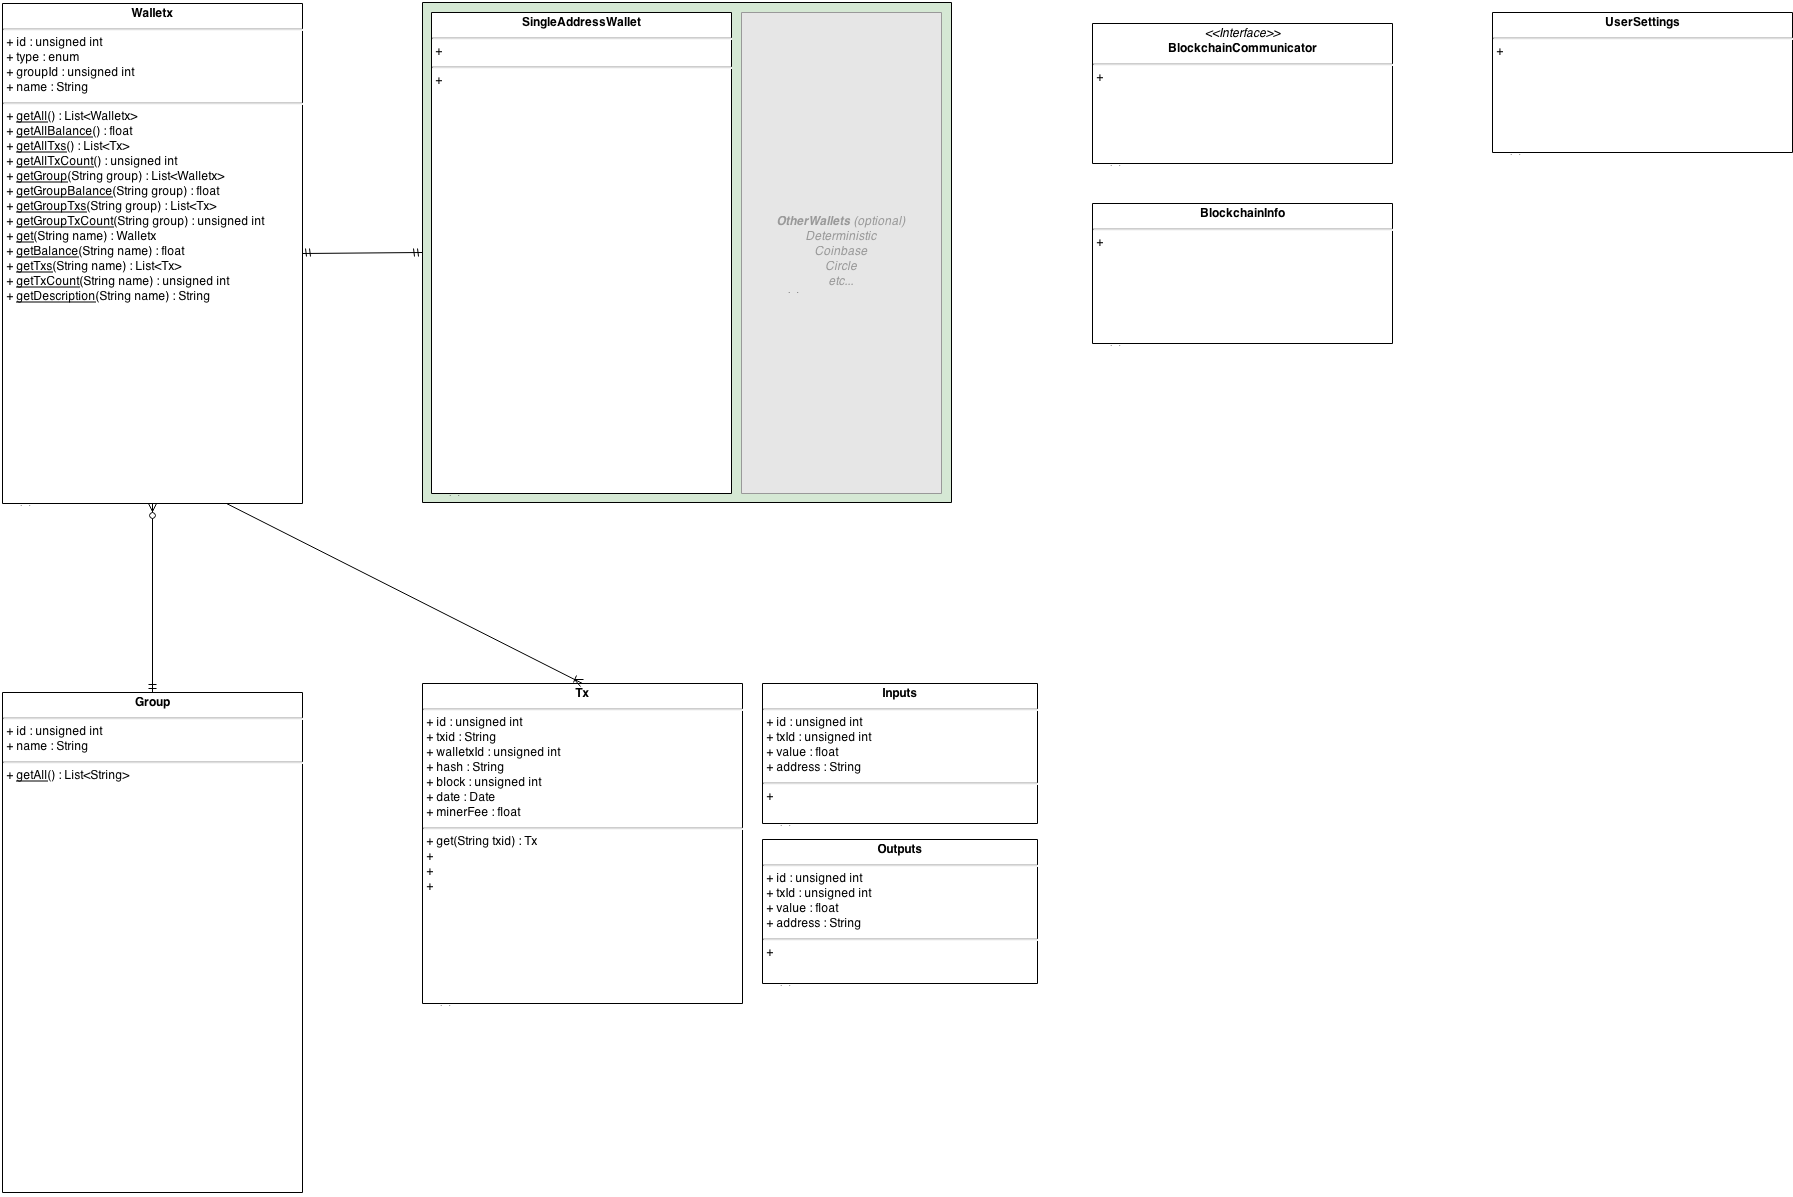 Walletx
+ id : unsigned int
+ type : enum
+ groupId : unsigned int
+ name : String
+ getAll() : List<Walletx>
+ getAllBalance() : float
+ getAllTxs() : List<Tx>
+ getAllTxCount() : unsigned int
+ getGroup(String group) : List<Walletx>
+ getGroupBalance(String group) : float
+ getGroupTxs(String group) : List<Tx>
+ getGroupTxCount(String group) : unsigned int
+ get(String name) : Walletx
+ getBalance(String name) : float
+ getTxs(String name) : List<Tx>
+ getTxCount(String name) : unsigned int
+ getDescription(String name) : String
SingleAddressWallet
+
+
OtherWallets (optional)
Deterministic
Coinbase
Circle
etc...
<<Interface>>
BlockchainCommunicator
+
BlockchainInfo
+
UserSettings
+
Group
+ id : unsigned int
+ name : String
+ getAll() : List<String>
Tx
+ id : unsigned int
+ txid : String
+ walletxId : unsigned int
+ hash : String
+ block : unsigned int
+ date : Date
+ minerFee : float
+ get(String txid) : Tx
+
+
+
Inputs
+ id : unsigned int
+ txId : unsigned int
+ value : float
+ address : String
+
Outputs
+ id : unsigned int
+ txId : unsigned int
+ value : float
+ address : String
+